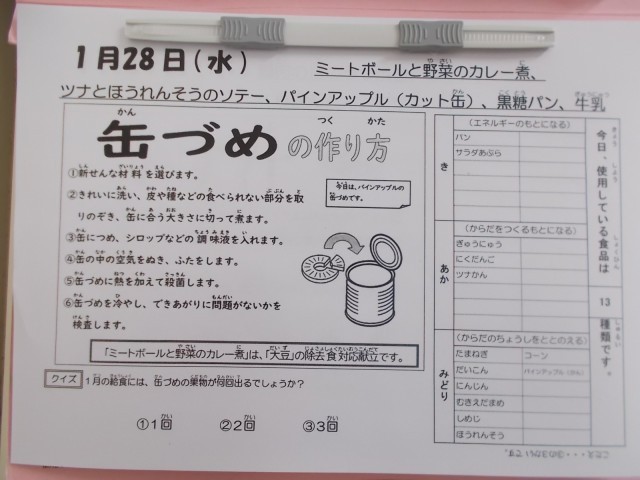 1月28日(水)
ミートボールと野菜のカレー煮、
ツナとほうれんそうのソテー、パインアップル(カット缶)、黒糖パン、牛乳
缶づめの作り方
①新せんな材料を選びます。
②きれいに洗い、皮や種などの食べられない部分を取
りのぞき、缶に合う大きさに切って煮ます。
③缶につめ、シロップなどの調味液を入れます。
④缶の中の空気をぬき、ふたをします。
⑤缶づめに熱を加えて殺菌します。
⑥缶づめを冷やし、できあがりに問題がないかを
検査します。
今日は、パインアップルの
缶づめです。
「ミートボールと野菜のカレー煮」は、「大豆」の除去食対応献立です。
クイズ 1月の給食には、缶づめの果物が何回出るでしょうか?
①1回 ②2回 ③3回
今日、使用している食品は 13 種類です。
き
(エネルギーのもとになる)
パン
サラダあぶら
あか
(からだをつくるもとになる)
ぎゅうにゅう
にくだんご
ツナかん
みどり
(からだのちょうしをととのえる)
たまねぎ コーン
だいこん パインアップル(かん)
にんじん
むきえだまめ
しめじ
ほうれんそう
こたえ・・・③の3かいです。